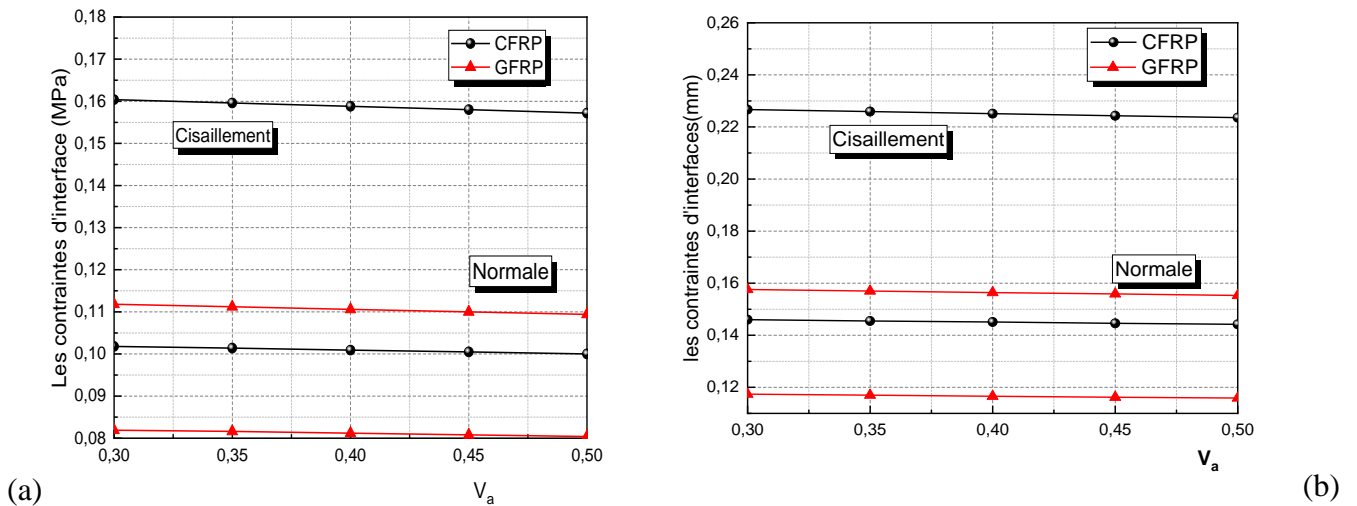 0,18
0,17
0,16
0,15
0,14
0,13
0,12
0,11
0,10
0,09
0,08
Les contraintes d'interface (MPa)
CFRP
GFRP
Cisaillement
Normale
0,30 0,35 0,40 0,45 0,50
Va
(a)
0,26
0,24
0,22
0,20
0,18
0,16
0,14
0,12
les contraintes d'interfaces(mm)
CFRP
GFRP
Cisaillement
Normale
0,30 0,35 0,40 0,45 0,50
Va
(b)